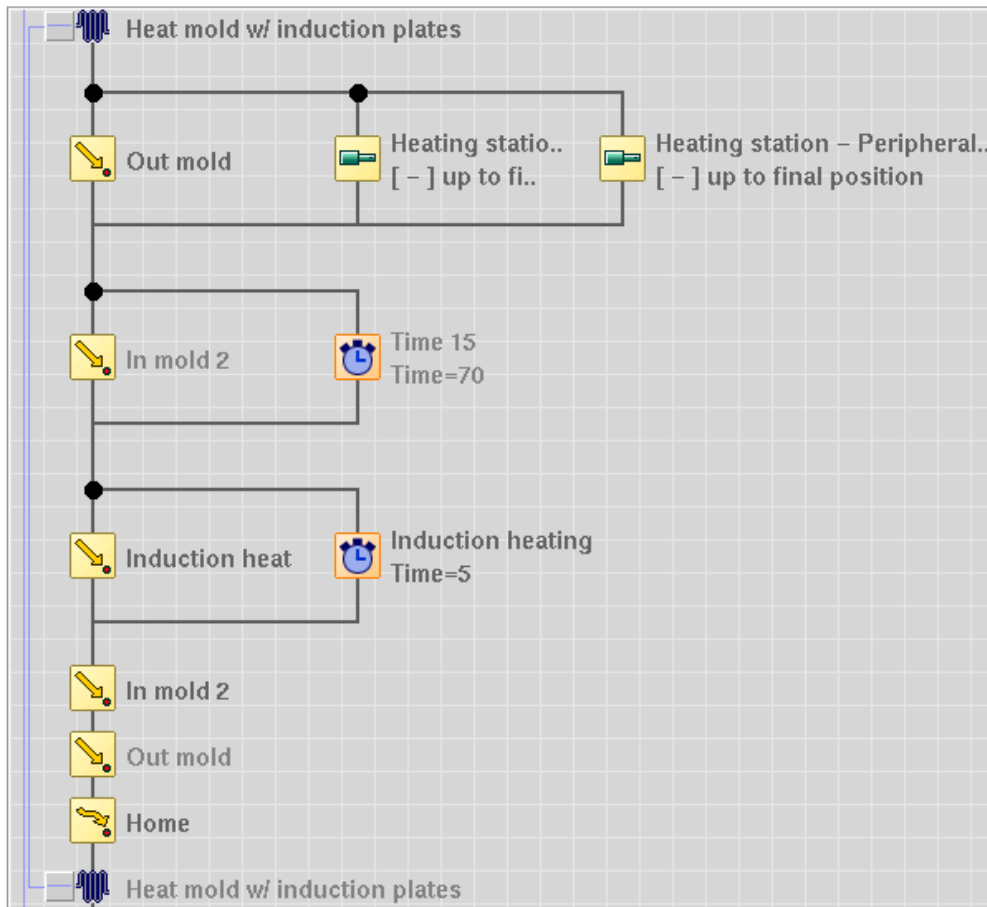 Heat mold w/ induction plates
Out mold
Heating statio..
[ – ] up to fi..
Heating station – Peripheral..
[ – ] up to final position
In mold 2
Time 15
Time=70
Induction heat
Induction heating
Time=5
In mold 2
Out mold
Home
Heat mold w/ induction plates